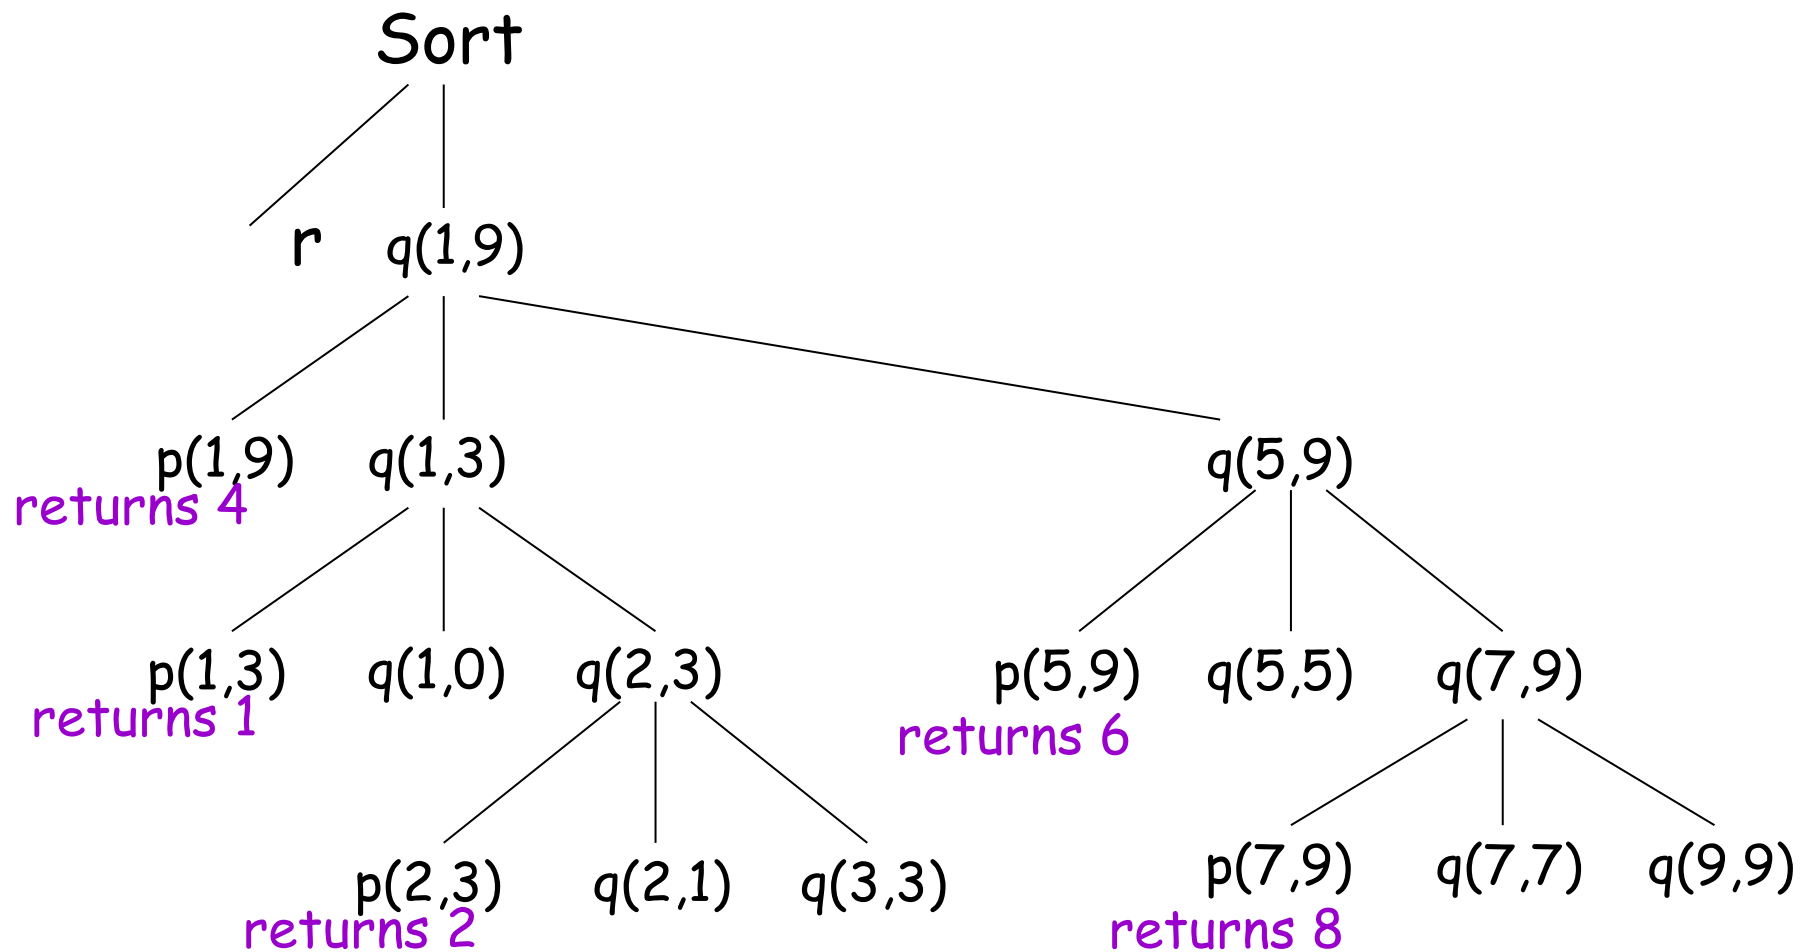 Sort
r q(1,9)
p(1,9) q(1,3) q(5,9)
returns 4
p(1,3) q(1,0) q(2,3) p(5,9) q(5,5) q(7,9)
returns 1 returns 6
p(2,3) q(2,1) q(3,3) p(7,9) q(7,7) q(9,9)
returns 2 returns 8